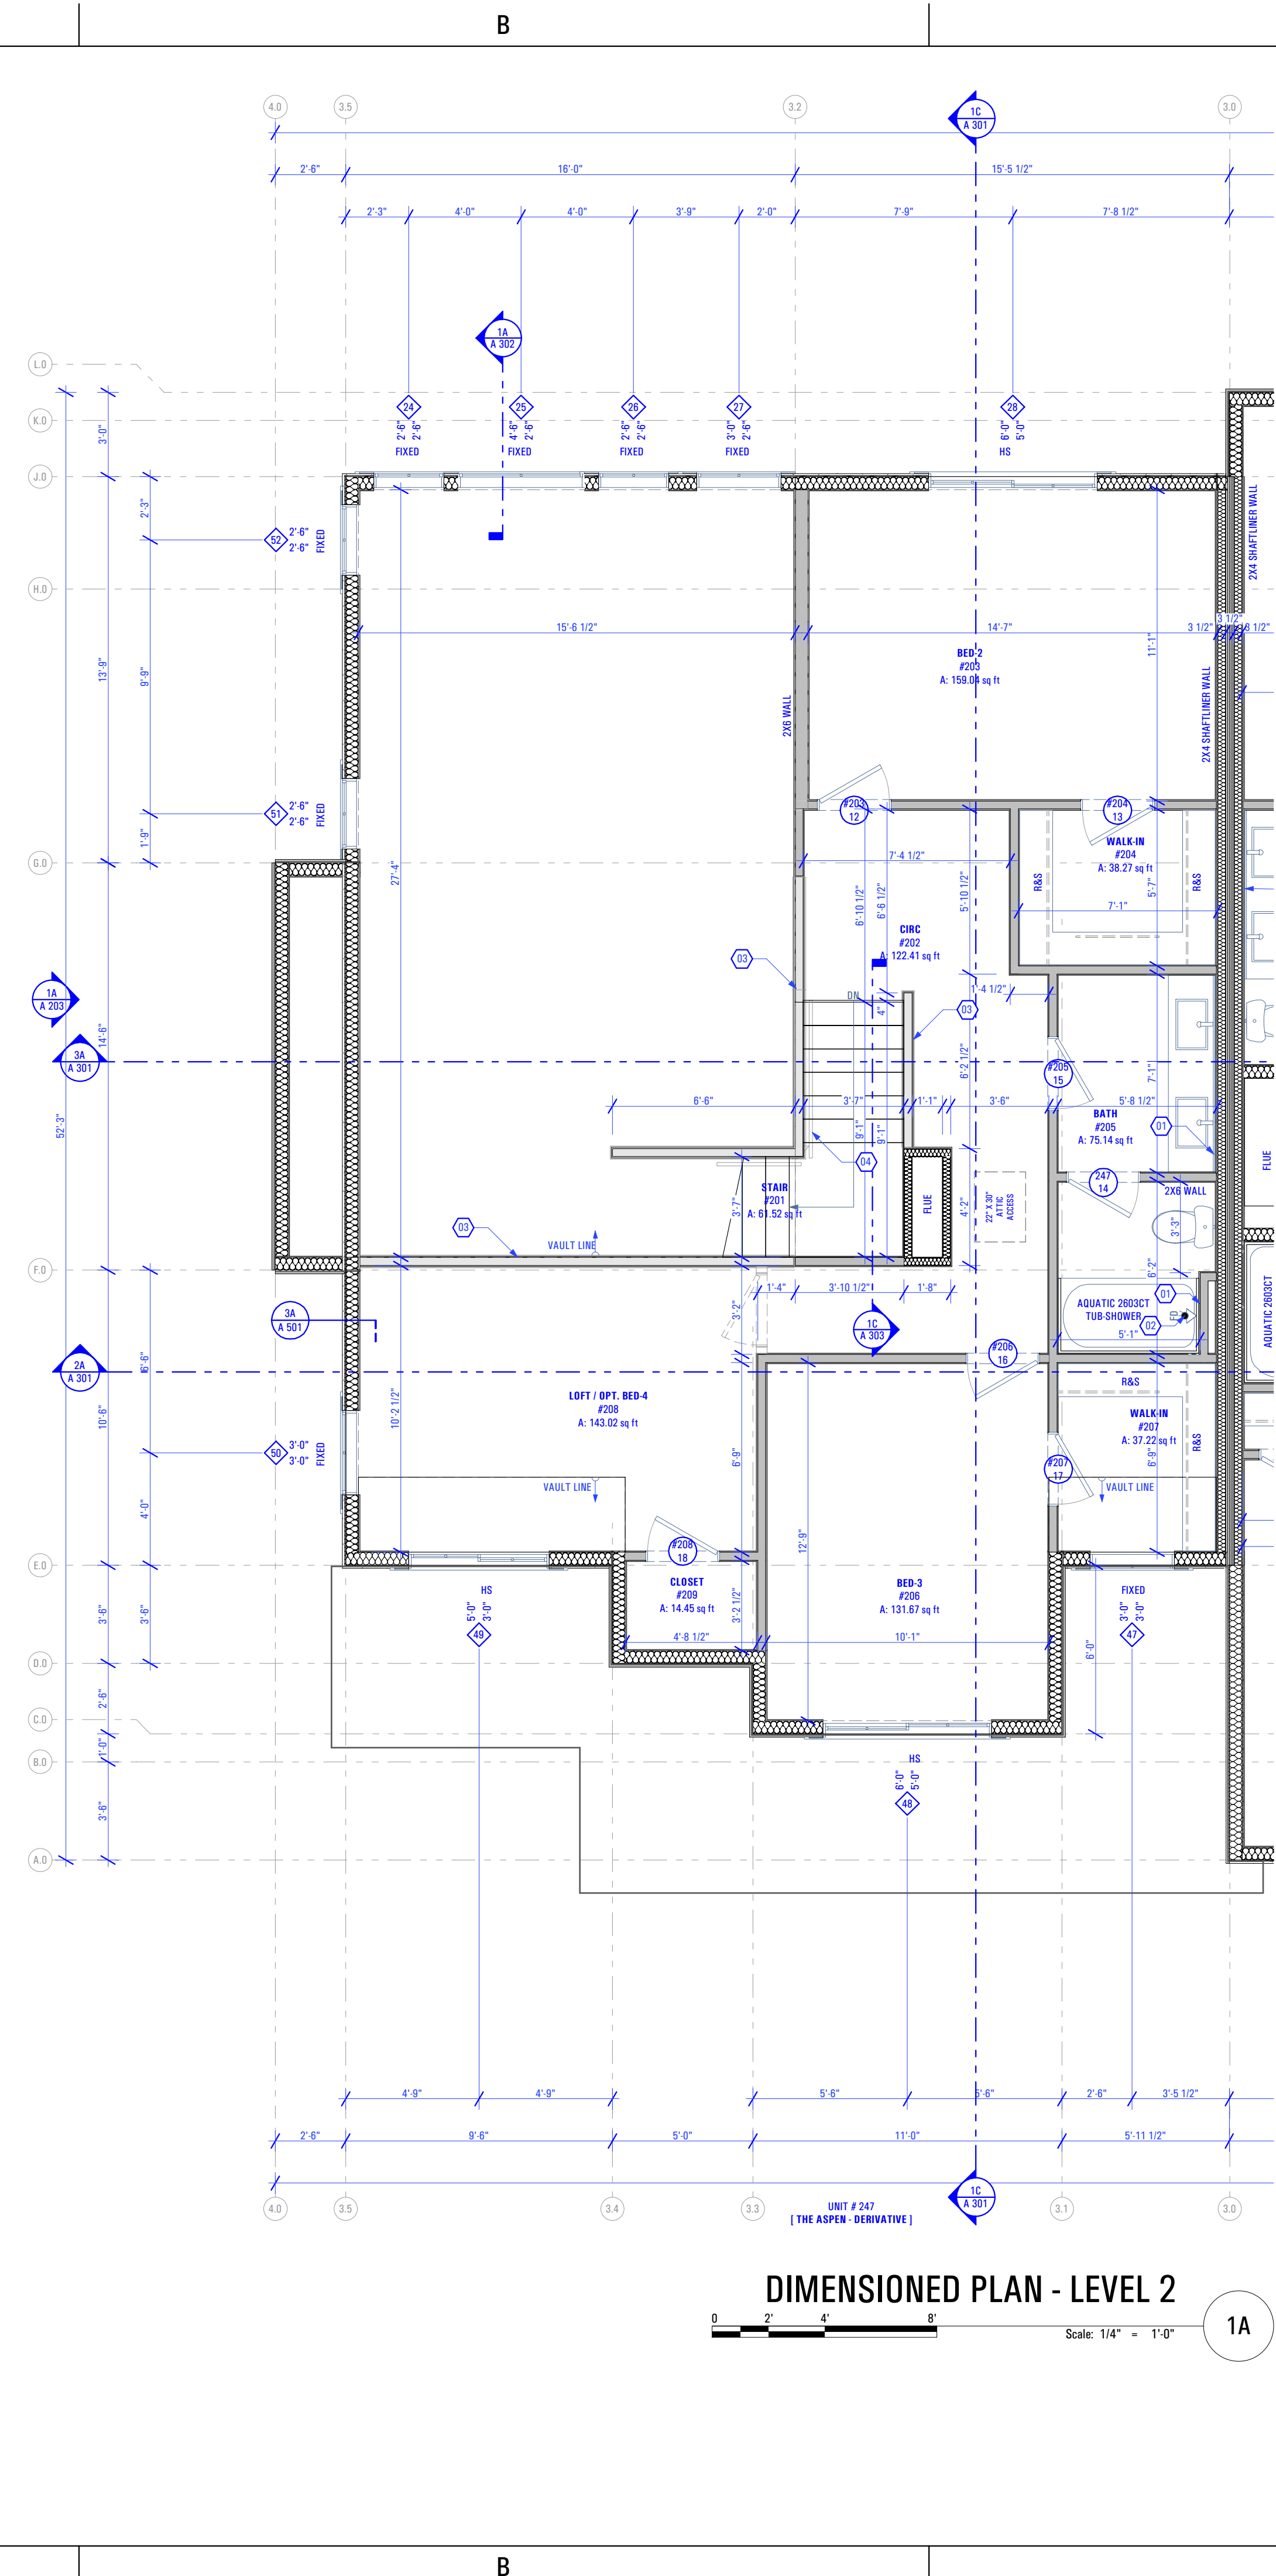 B
4.0
3.5
3.2
3.0
1C
A 301
2'-6"
16'-0"
15'-5 1/2"
2'-3"
4'-0"
4'-0"
3'-9"
2'-0"
7'-9"
7'-8 1/2"
1A
A 302
L.0
K.0
J.0
H.0
G.0
F.0
E.0
D.0
C.0
B.0
A.0
24
25
26
27
28
2'-6"
2'-6"
4'-6"
2'-6"
2'-6"
2'-6"
3'-0"
2'-6"
6'-0"
5'-0"
FIXED
FIXED
FIXED
FIXED
HS
3'-0"
2'-3"
52
2'-6"
2'-6"
FIXED
2X4 SHAFTLINER WALL
15'-6 1/2"
14'-7"
3 1/2"
3 1/2"
3 1/2"
11'-1"
13'-9"
9'-9"
BED-2
#203
A: 159.04 sq ft
2X6 WALL
2X4 SHAFTLINER WALL
51
2'-6"
2'-6"
FIXED
1'-9"
#203
12
#204
13
WALK-IN
#204
A: 38.27 sq ft
R&S
R&S
7'-4 1/2"
27'-4"
6'-10 1/2"
6'-6 1/2"
5'-10 1/2"
5'-7"
7'-1"
CIRC
#202
A: 122.41 sq ft
03
DN
4"
1'-4 1/2"
03
1A
A 203
3A
A 301
14'-6"
52'-3"
6'-2 1/2"
#205
15
7'-1"
6'-6"
3'-7"
1'-1"
3'-6"
5'-8 1/2"
BATH
#205
A: 75.14 sq ft
01
9'-1"
9'-1"
04
247
14
2X6 WALL
FLUE
STAIR
#201
A: 61.52 sq ft
3'-7"
FLUE
4'-2"
22" X 30"
ATTIC
ACCESS
3'-3"
03
VAULT LINE
6'-2"
1'-4"
3'-10 1/2"
1'-8"
AQUATIC 2603CT
TUB-SHOWER
01
02
FD
5'-1"
AQUATIC 2603CT
3A
A 501
3'-2"
1C
A 303
#206
16
2A
A 301
6'-6"
10'-6"
10'-2 1/2"
LOFT / OPT. BED-4
#208
A: 143.02 sq ft
R&S
WALK-IN
#207
A: 37.22 sq ft
R&S
50
3'-0"
3'-0"
FIXED
6'-9"
#207
17
6'-9"
VAULT LINE
VAULT LINE
4'-0"
12'-9"
#208
18
CLOSET
#209
A: 14.45 sq ft
BED-3
#206
A: 131.67 sq ft
HS
5'-0"
3'-0"
49
FIXED
3'-0"
3'-0"
47
3'-6"
3'-6"
3'-2 1/2"
4'-8 1/2"
10'-1"
6'-0"
2'-6"
1'-0"
3'-6"
HS
6'-0"
5'-0"
48
4'-9"
4'-9"
5'-6"
5'-6"
2'-6"
3'-5 1/2"
2'-6"
9'-6"
5'-0"
11'-0"
5'-11 1/2"
4.0
3.5
3.4
3.3
1C
A 301
3.1
3.0
UNIT # 247
[ THE ASPEN - DERIVATIVE ]
DIMENSIONED PLAN - LEVEL 2
0 2' 4' 8'
Scale: 1/4" = 1'-0"
1A
B